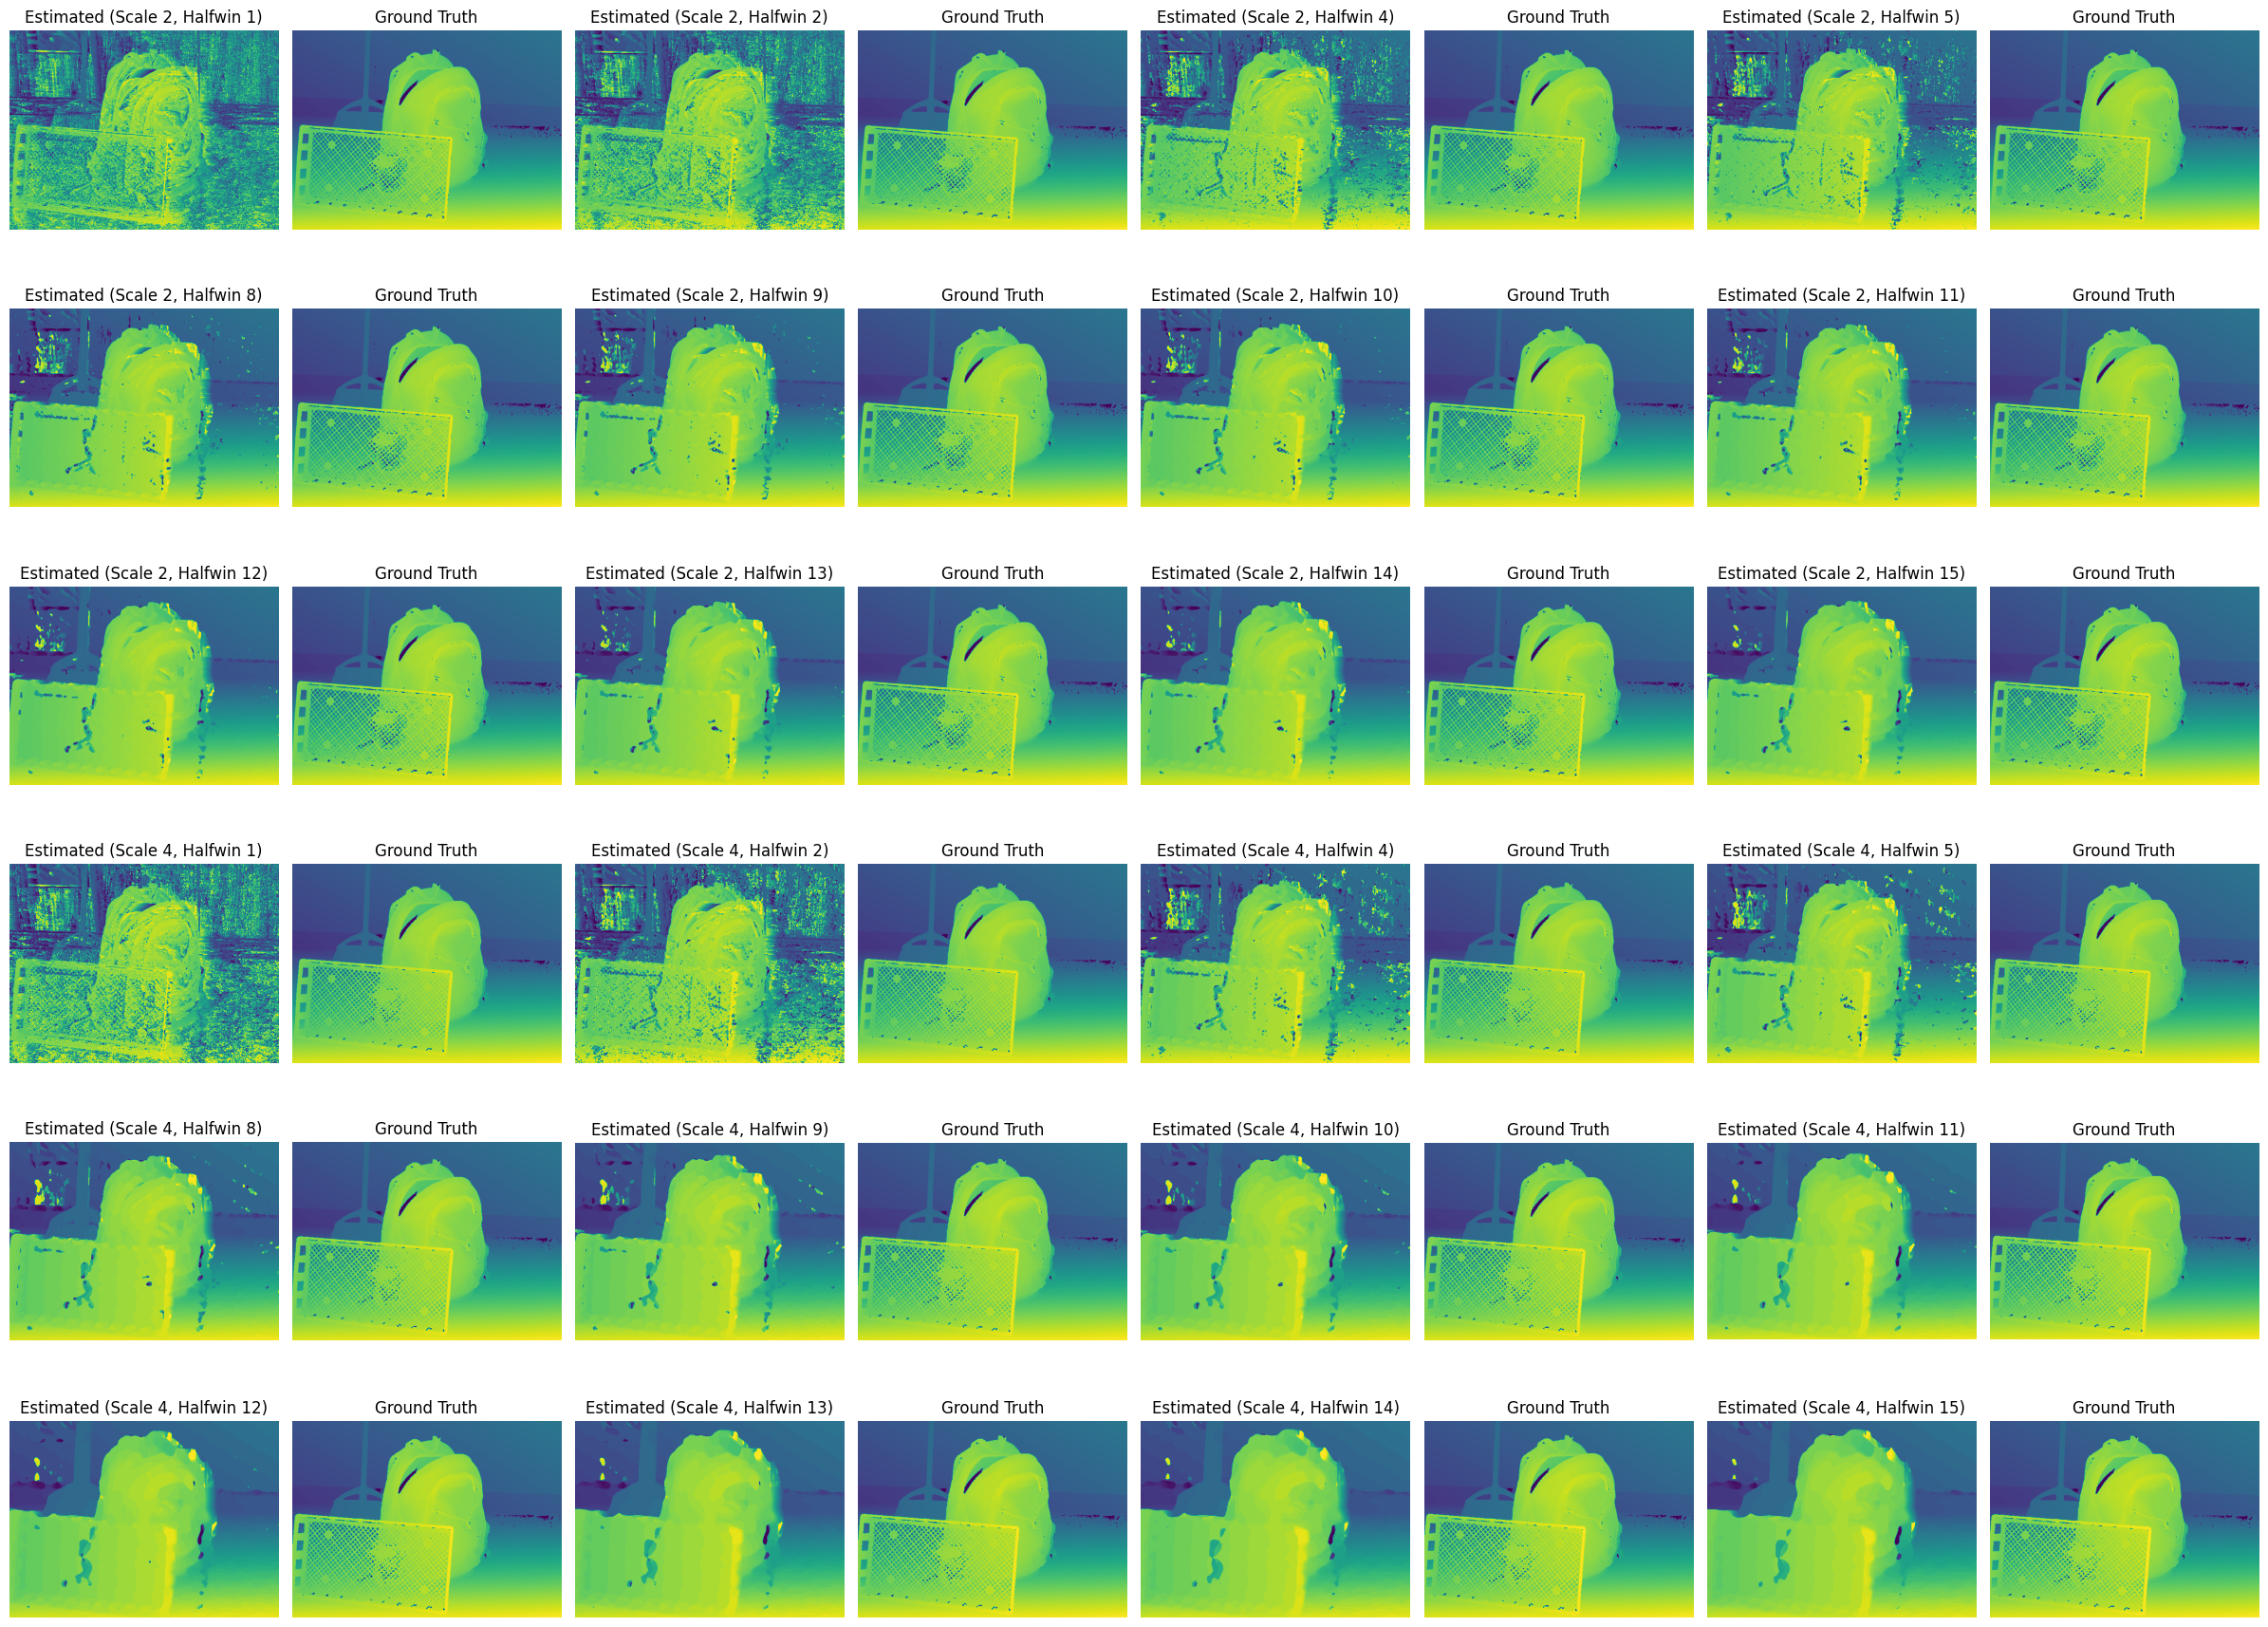 Estimated (Scale 2, Halfwin 1) Ground Truth Estimated (Scale 2, Halfwin 2) Ground Truth Estimated (Scale 2, Halfwin 4) Ground Truth Estimated (Scale 2, Halfwin 5) Ground Truth
Estimated (Scale 2, Halfwin 8) Ground Truth Estimated (Scale 2, Halfwin 9) Ground Truth Estimated (Scale 2, Halfwin 10) Ground Truth Estimated (Scale 2, Halfwin 11) Ground Truth
Estimated (Scale 2, Halfwin 12) Ground Truth Estimated (Scale 2, Halfwin 13) Ground Truth Estimated (Scale 2, Halfwin 14) Ground Truth Estimated (Scale 2, Halfwin 15) Ground Truth
Estimated (Scale 4, Halfwin 1) Ground Truth Estimated (Scale 4, Halfwin 2) Ground Truth Estimated (Scale 4, Halfwin 4) Ground Truth Estimated (Scale 4, Halfwin 5) Ground Truth
Estimated (Scale 4, Halfwin 8) Ground Truth Estimated (Scale 4, Halfwin 9) Ground Truth Estimated (Scale 4, Halfwin 10) Ground Truth Estimated (Scale 4, Halfwin 11) Ground Truth
Estimated (Scale 4, Halfwin 12) Ground Truth Estimated (Scale 4, Halfwin 13) Ground Truth Estimated (Scale 4, Halfwin 14) Ground Truth Estimated (Scale 4, Halfwin 15) Ground Truth